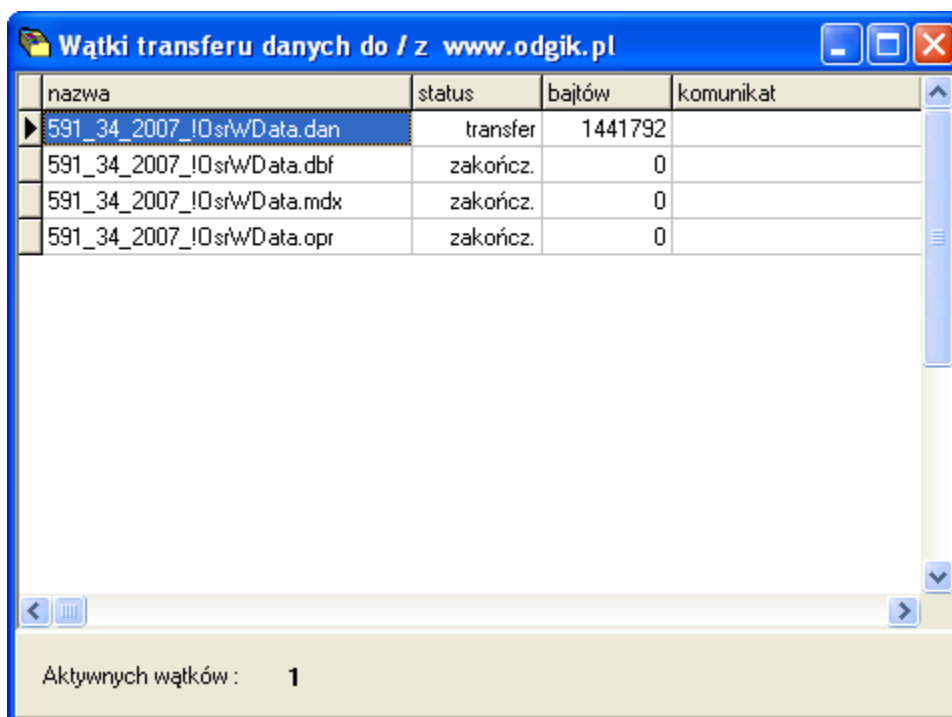 Wątki transferu danych do / z www.odgik.pl
nazwa status bajtów komunikat
591_34_2007_!OsrWData.dan transfer 1441792
591_34_2007_!OsrWData.dbf zakończ. 0
591_34_2007_!OsrWData.mdx zakończ. 0
591_34_2007_!OsrWData.opr zakończ. 0
Aktywnych wątków : 1